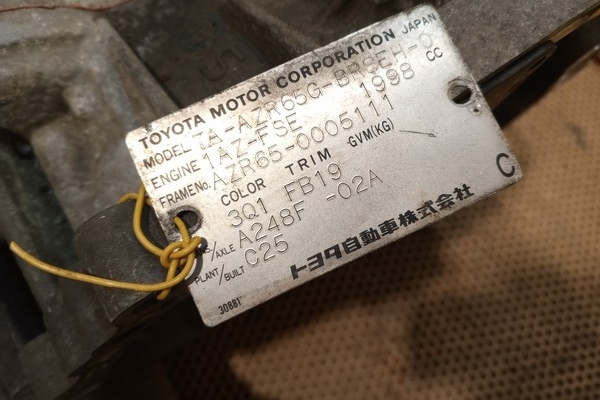 TOYOTA MOTOR CORPORATION JAPAN
MODEL TA-AZR65G-BRSEH-0
ENGINE 1AZ-FSE 1998 CC
FRAME No. AZR65-0005111
COLOR TRIM GVM(KG)
3Q1 FB19
/AXLE A248F -02A
PLANT/BUILT C25
トヨタ自動車株式会社
C
30881